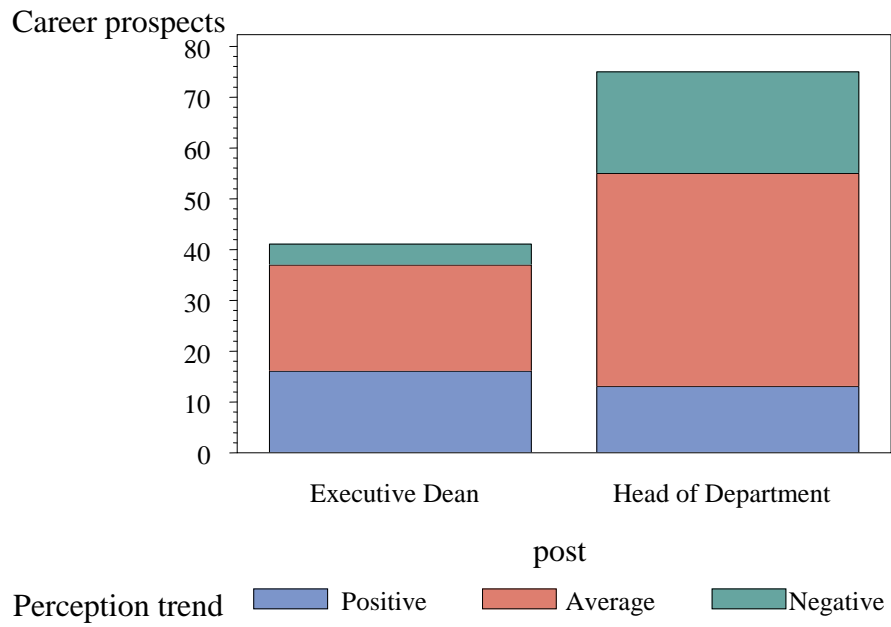 Career prospects
80
70
60
50
40
30
20
10
0
Executive Dean Head of Department
post
Perception trend Positive Average Negative